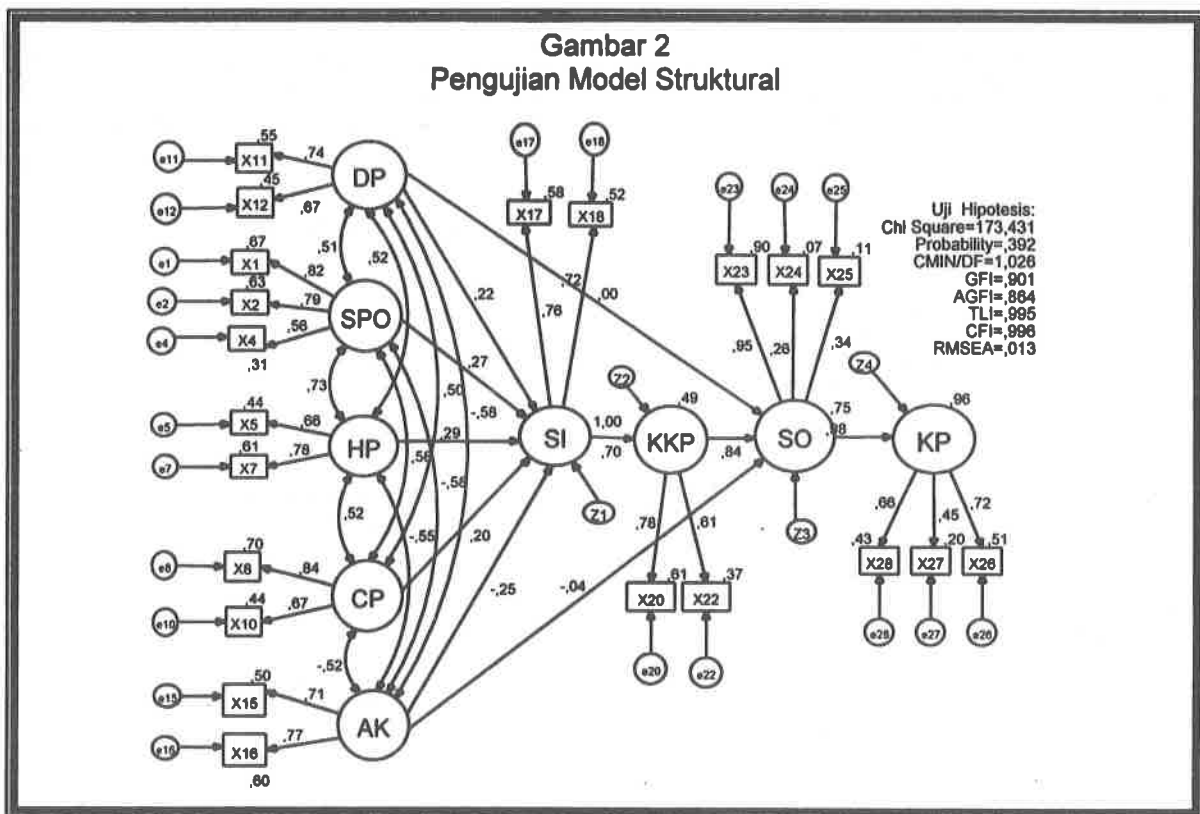 Gambar 2
Pengujian Model Struktural
Uji Hipotesis:
Chi Square=173,431
Probability=,392
CMIN/DF=1,026
GFI=,901
AGFI=,864
TLI=,995
CFI=,996
RMSEA=,013
e11 X11 ,55 ,74
e12 X12 ,45 ,67
DP
e1 X1 ,67 ,82
e2 X2 ,63 ,79
e4 X4 ,56 ,31
SPO
e5 X5 ,44 ,66
e7 X7 ,61 ,78
HP
X8 ,70 ,84
e10 X10 ,44 ,67
CP
e15 X15 ,50 ,71
e16 X16 ,77 ,60
AK
,51 ,52
,73
,50 -,58
,58 -,58
,52 -,55
-,52
,22
,27
,29
,20
-,25
,72 ,00
-,04
e17 e18
X17 ,58 X18 ,52
,76
SI 1,00 ,70
Z1
Z2
KKP ,49
,84
,78 ,61
X20 ,61 X22 ,37
e20 e22
e23 e24 e25
X23 ,90 X24 ,07 X25 ,11
,95 ,26 ,34
SO ,75
,98
Z3
Z4
KP ,96
,66 ,45 ,72
,43 X28 ,20 X27 ,51 X26
e28 e27 e26